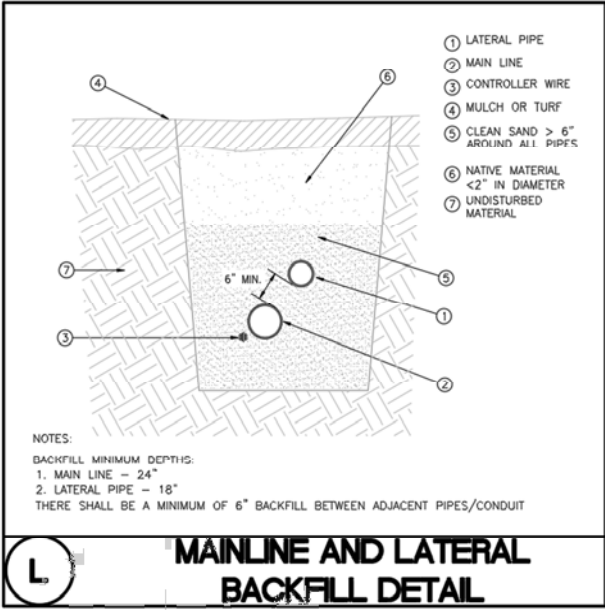 ① LATERAL PIPE
② MAIN LINE
③ CONTROLLER WIRE
④ MULCH OR TURF
⑤ CLEAN SAND > 6"
AROUND ALL PIPES
⑥ NATIVE MATERIAL
<2" IN DIAMETER
⑦ UNDISTURBED
MATERIAL
④
⑥
⑦
6" MIN.
⑤
①
③
②
NOTES:
BACKFILL MINIMUM DEPTHS:
1. MAIN LINE – 24"
2. LATERAL PIPE – 18"
THERE SHALL BE A MINIMUM OF 6" BACKFILL BETWEEN ADJACENT PIPES/CONDUIT
L
MAINLINE AND LATERAL
BACKFILL DETAIL